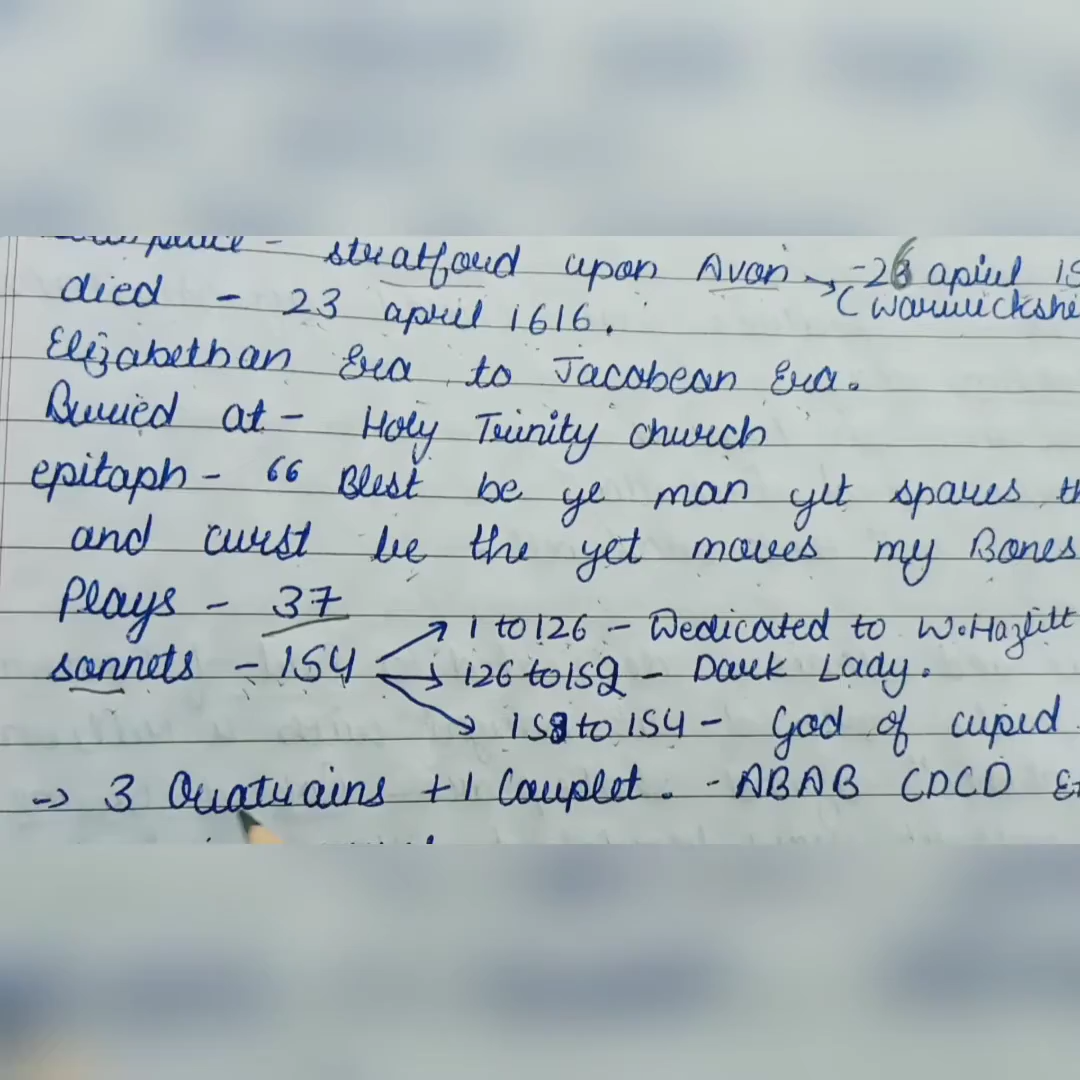 - stratford upon Avon → -26 april 15
(Warwickshi
died - 23 april 1616.
Elizabethan Era to Jacobean Era.
Buried at - Holy Trinity church
epitaph - “ Blest be ye man yet spares th
and curst be the yet moves my Bones
Plays - 37
sonnets - 154
1 to 126 - Dedicated to W.Hazlitt
126 to 152 - Dark Lady.
153 to 154 - God of cupid
→ 3 Quatrains + 1 Couplet. - ABAB CDCD E